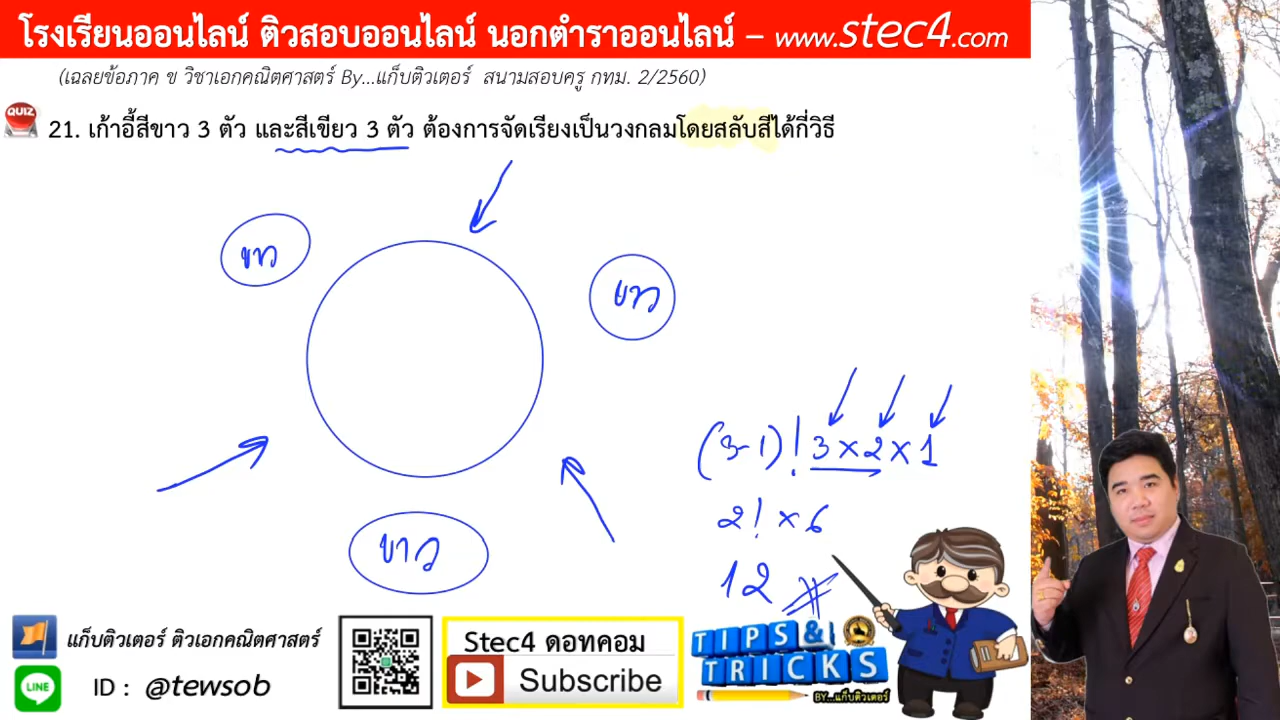 โรงเรียนออนไลน์ ติวสอบออนไลน์ นอกตำราออนไลน์ – www.stec4.com
(เฉลยข้อภาค ข วิชาเอกคณิตศาสตร์ By...แก็บติวเตอร์ สนามสอบครู กทม. 2/2560)
QUIZ
21. เก้าอี้สีขาว 3 ตัว และสีเขียว 3 ตัว ต้องการจัดเรียงเป็นวงกลมโดยสลับสีได้กี่วิธี
ขาว
ขาว
ขาว
(3-1)! 3 x 2 x 1
2! x 6
12
แก็บติวเตอร์ ติวเอกคณิตศาสตร์
LINE
ID : @tewsob
Stec4 ดอทคอม
Subscribe
TIPS &
TRICKS
BY...แก็บติวเตอร์